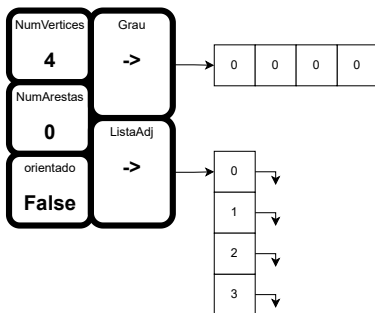 NumVertices
4
Grau
->
0 0 0 0
NumArestas
0
ListaAdj
->
orientado
False
0
1
2
3